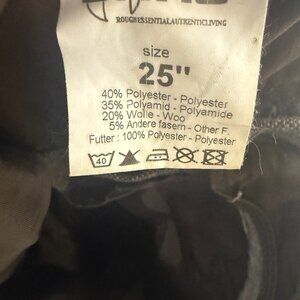 ROUGHESSENTIALAUTHENTICLIVING
size
25"
40% Polyester - Polyester
35% Polyamid - Polyamide
20% Wolle - Woo
5% Andere fasern - Other F.
Futter: 100% Polyester - Polyester
40